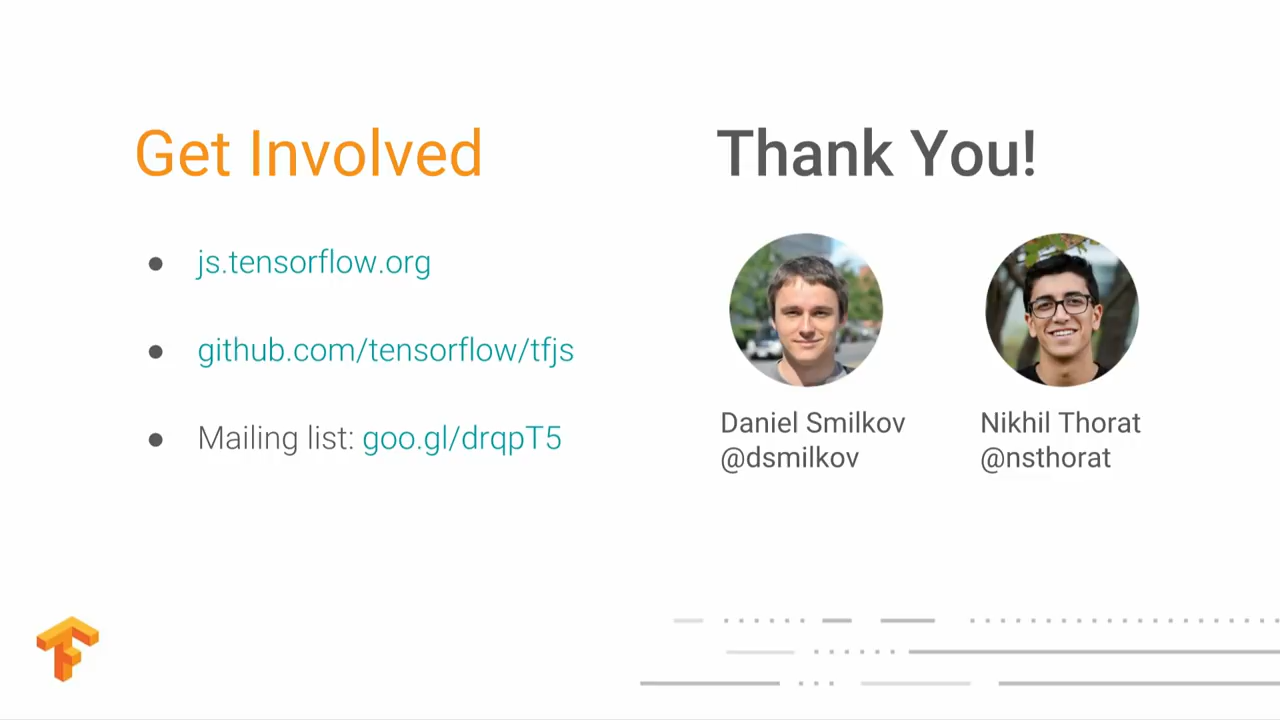 Get Involved
js.tensorflow.org
github.com/tensorflow/tfjs
Mailing list: goo.gl/drqpT5
Thank You!
Daniel Smilkov
@dsmilkov
Nikhil Thorat
@nsthorat